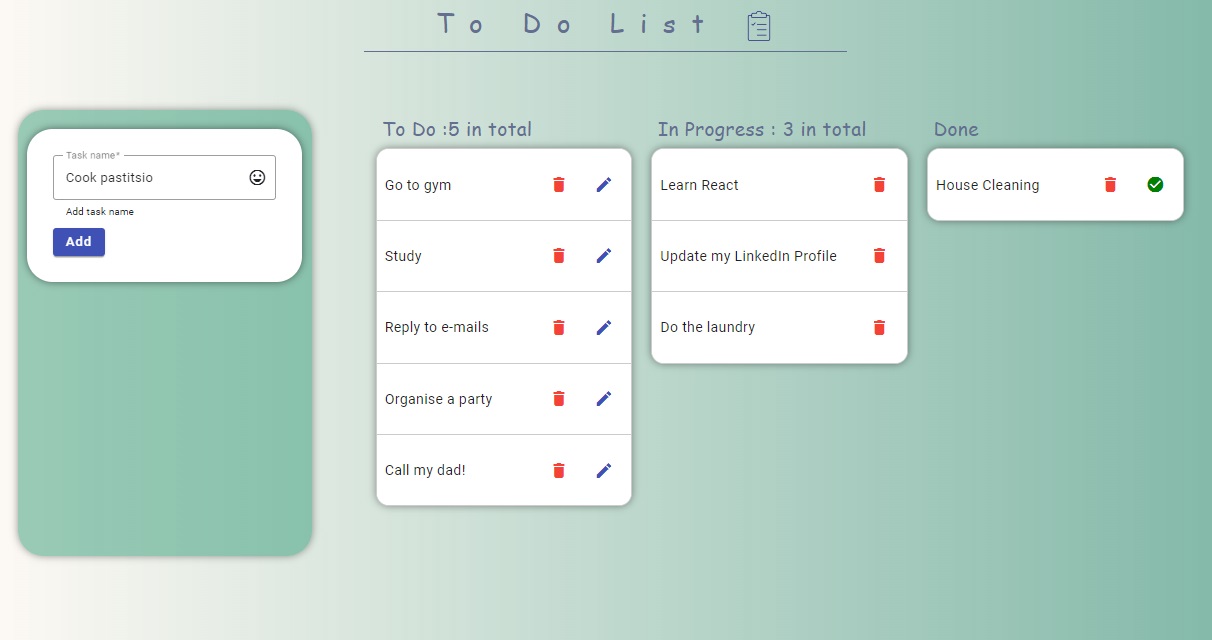 To Do List
Task name*
Cook pastitsio
Add task name
Add
To Do :5 in total
Go to gym
Study
Reply to e-mails
Organise a party
Call my dad!
In Progress : 3 in total
Learn React
Update my LinkedIn Profile
Do the laundry
Done
House Cleaning